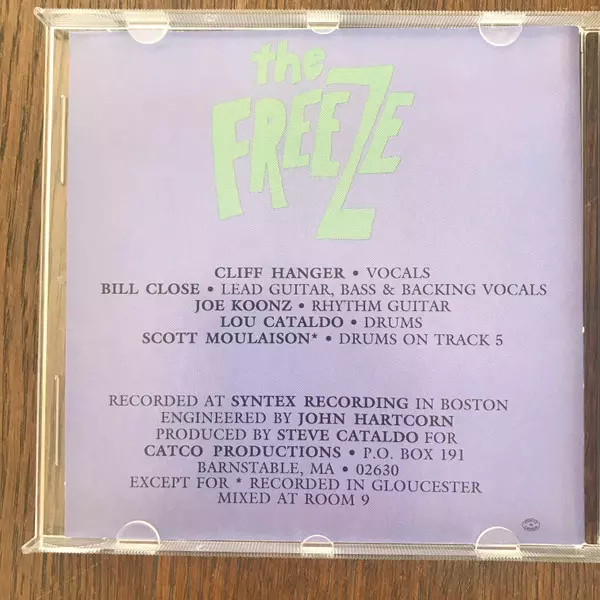 the
FREEZE
CLIFF HANGER • VOCALS
BILL CLOSE • LEAD GUITAR, BASS & BACKING VOCALS
JOE KOONZ • RHYTHM GUITAR
LOU CATALDO • DRUMS
SCOTT MOULAISON* • DRUMS ON TRACK 5
RECORDED AT SYNTEX RECORDING IN BOSTON
ENGINEERED BY JOHN HARTCORN
PRODUCED BY STEVE CATALDO FOR
CATCO PRODUCTIONS • P.O. BOX 191
BARNSTABLE, MA • 02630
EXCEPT FOR * RECORDED IN GLOUCESTER
MIXED AT ROOM 9